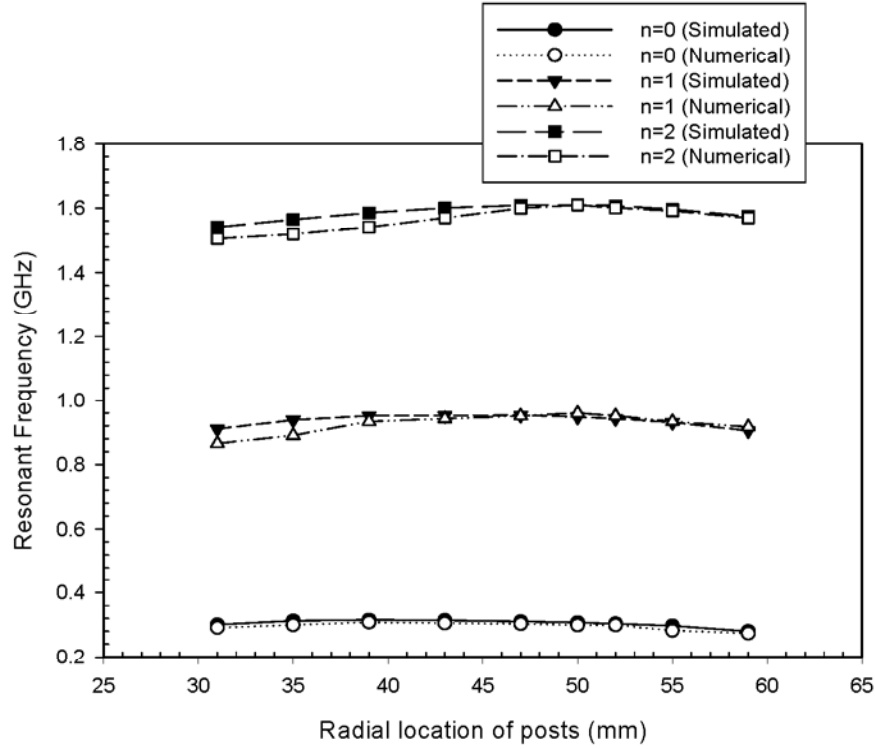 n=0 (Simulated)
n=0 (Numerical)
n=1 (Simulated)
n=1 (Numerical)
n=2 (Simulated)
n=2 (Numerical)
1.8
1.6
1.4
1.2
1.0
0.8
0.6
0.4
0.2
Resonant Frequency (GHz)
25 30 35 40 45 50 55 60 65
Radial location of posts (mm)